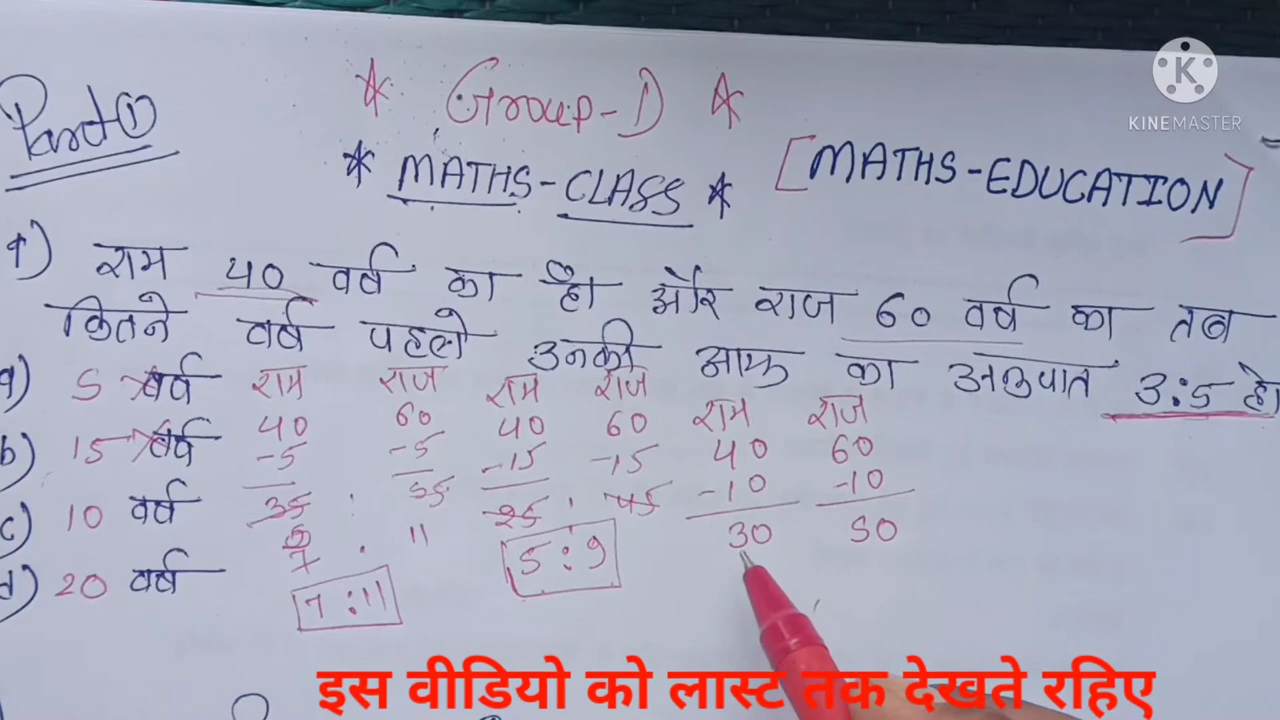 Part ①
* Group-D *
* MATHS-CLASS *
[MATHS-EDUCATION]
KINEMASTER
राम 40 वर्ष का है। और राज 60 वर्ष का तब
कितने वर्ष पहले उनकी आयु का अनुपात 3:5 है।
a) 5 वर्ष
b) 15 वर्ष
c) 10 वर्ष
d) 20 वर्ष
राम राज
40 60
-5 -5
35 : 55
7 : 11
7 : 11
राम राज
40 60
-15 -15
25 : 45
5 : 9
राम राज
40 60
-10 -10
30 50
इस वीडियो को लास्ट तक देखते रहिए